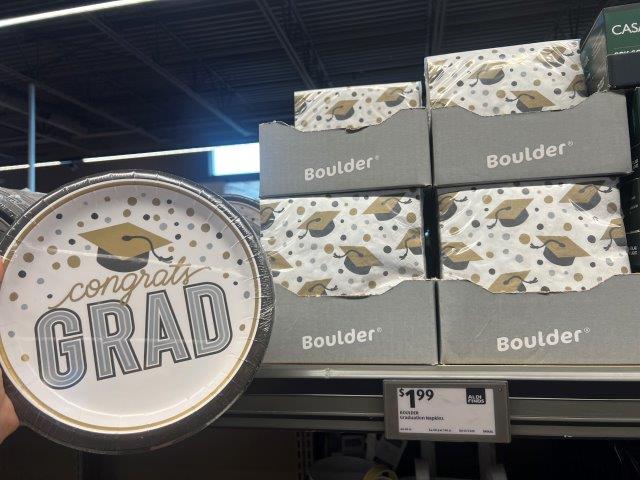 congrats
GRAD
Boulder®
Boulder®
Boulder®
Boulder®
CASA
$1.99
ALDI
FINDS
BOULDER
Graduation Napkins